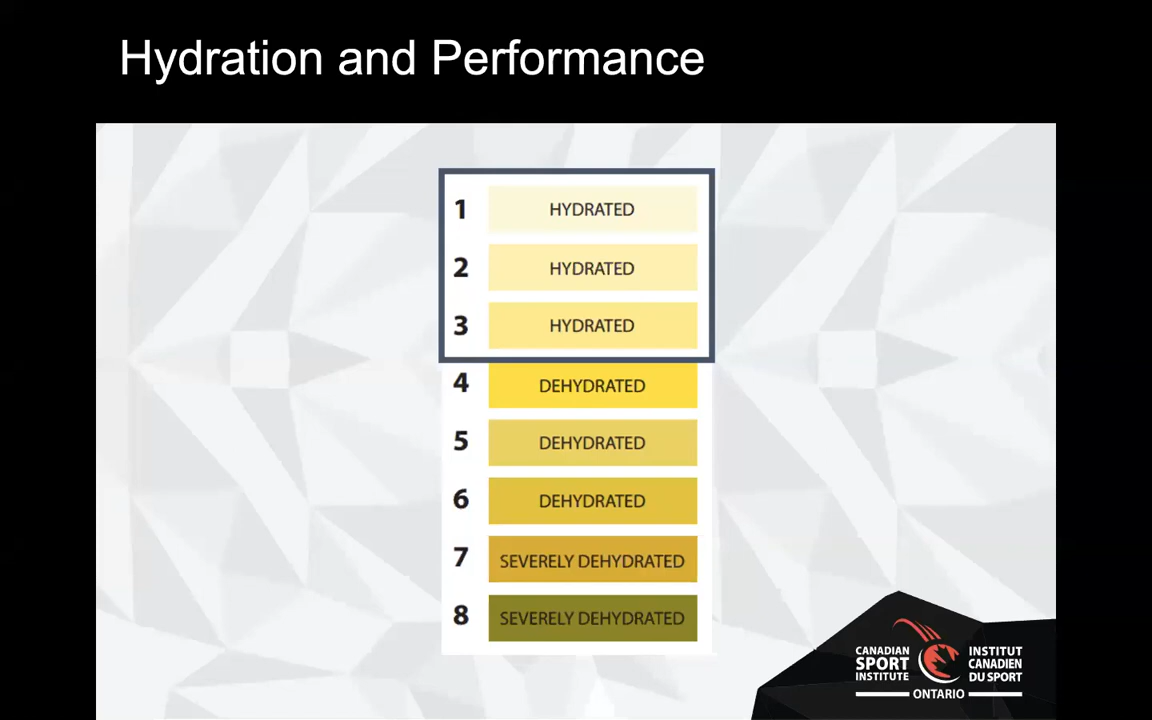 Hydration and Performance
1 HYDRATED
2 HYDRATED
3 HYDRATED
4 DEHYDRATED
5 DEHYDRATED
6 DEHYDRATED
7 SEVERELY DEHYDRATED
8 SEVERELY DEHYDRATED
CANADIAN
SPORT
INSTITUTE
INSTITUT
CANADIEN
DU SPORT
ONTARIO